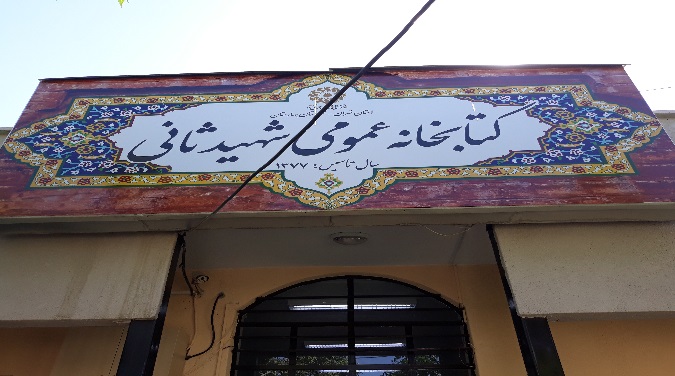 کتابخانه عمومی شهید ثانی
سال تاسیس: ۱۳۷۷